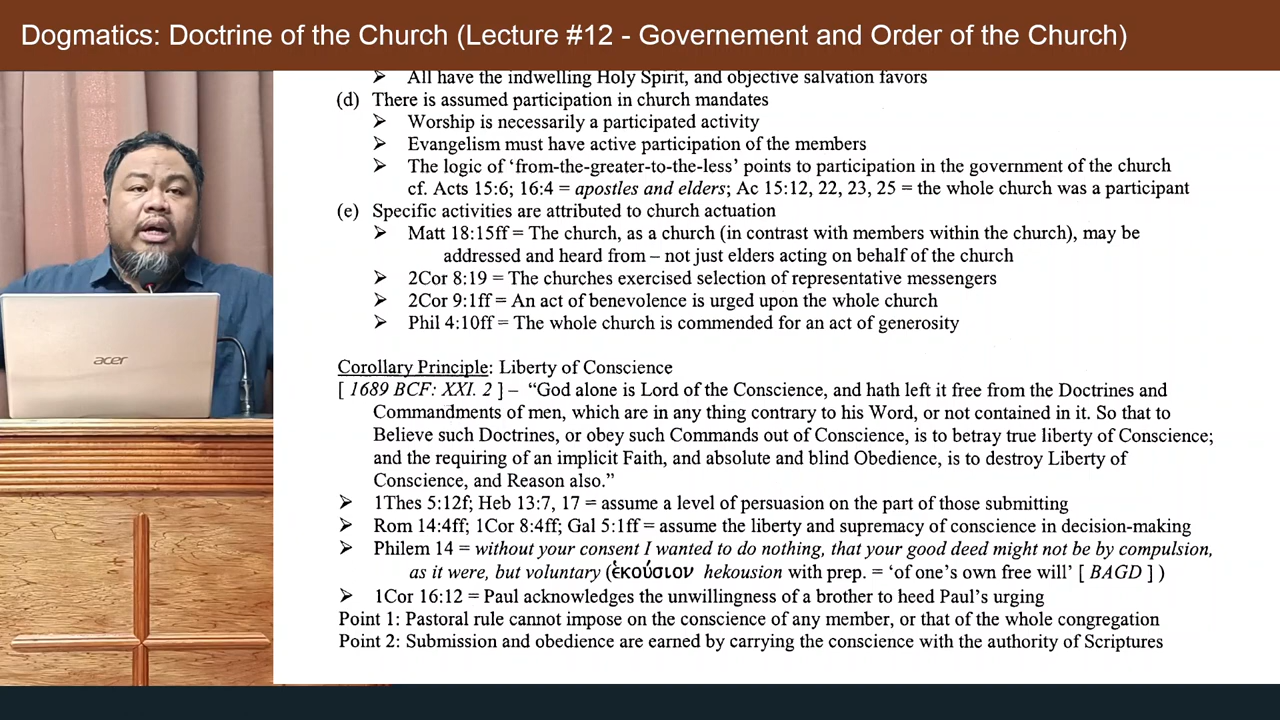 Dogmatics: Doctrine of the Church (Lecture #12 - Governement and Order of the Church)
➢ All have the indwelling Holy Spirit, and objective salvation favors
(d) There is assumed participation in church mandates
➢ Worship is necessarily a participated activity
➢ Evangelism must have active participation of the members
➢ The logic of ‘from-the-greater-to-the-less’ points to participation in the government of the church
cf. Acts 15:6; 16:4 = apostles and elders; Ac 15:12, 22, 23, 25 = the whole church was a participant
(e) Specific activities are attributed to church actuation
➢ Matt 18:15ff = The church, as a church (in contrast with members within the church), may be
addressed and heard from – not just elders acting on behalf of the church
➢ 2Cor 8:19 = The churches exercised selection of representative messengers
➢ 2Cor 9:1ff = An act of benevolence is urged upon the whole church
➢ Phil 4:10ff = The whole church is commended for an act of generosity
Corollary Principle: Liberty of Conscience
[ 1689 BCF: XXI. 2 ] – “God alone is Lord of the Conscience, and hath left it free from the Doctrines and
Commandments of men, which are in any thing contrary to his Word, or not contained in it. So that to
Believe such Doctrines, or obey such Commands out of Conscience, is to betray true liberty of Conscience;
and the requiring of an implicit Faith, and absolute and blind Obedience, is to destroy Liberty of
Conscience, and Reason also.”
➢ 1Thes 5:12f; Heb 13:7, 17 = assume a level of persuasion on the part of those submitting
➢ Rom 14:4ff; 1Cor 8:4ff; Gal 5:1ff = assume the liberty and supremacy of conscience in decision-making
➢ Philem 14 = without your consent I wanted to do nothing, that your good deed might not be by compulsion,
as it were, but voluntary (ἑκούσιον hekousion with prep. = ‘of one’s own free will’ [ BAGD ] )
➢ 1Cor 16:12 = Paul acknowledges the unwillingness of a brother to heed Paul’s urging
Point 1: Pastoral rule cannot impose on the conscience of any member, or that of the whole congregation
Point 2: Submission and obedience are earned by carrying the conscience with the authority of Scriptures
acer